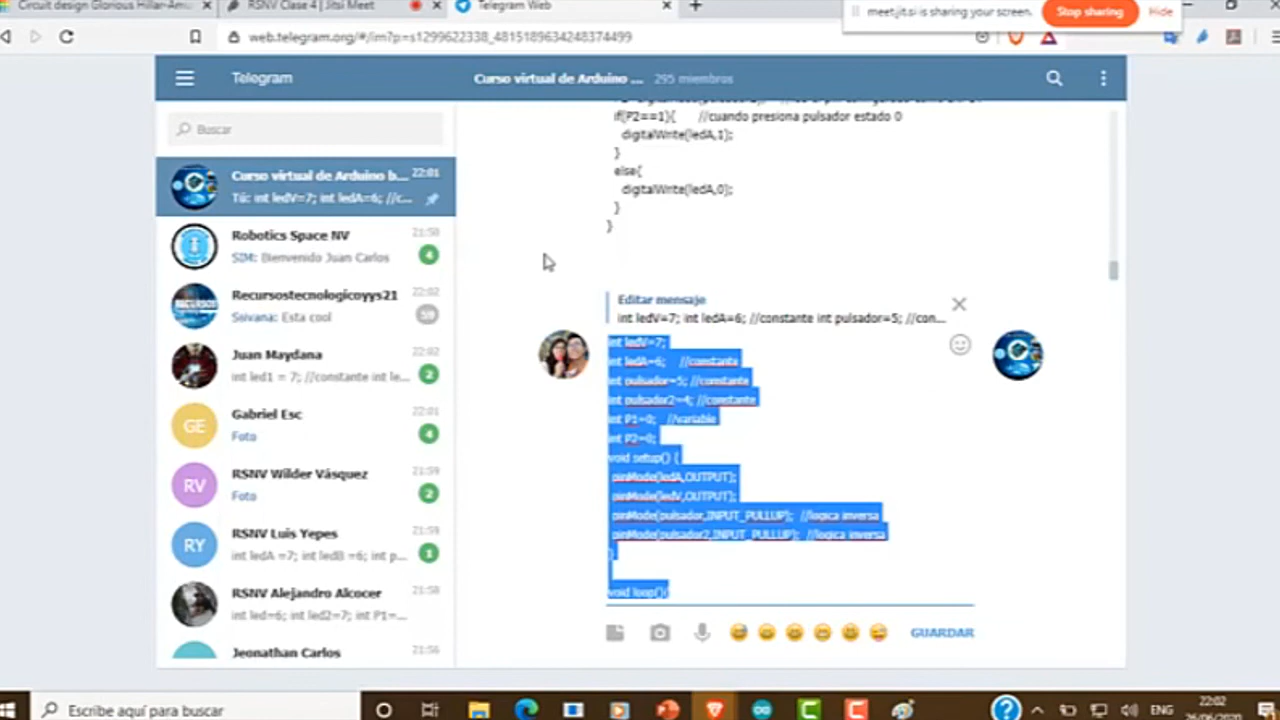 Circuit design Glorious Hillar-Am
RSNV Clase 4 | Jitsi Meet
Telegram Web
meet.jit.si is sharing your screen.
Stop sharing
Hide
web.telegram.org/#/im?p=s1299622338_4815189634248374499
Telegram
Curso virtual de Arduino ...
295 miembros
Buscar
Curso virtual de Arduino b...
22:01
Tú: int ledV=7; int ledA=6; //c...
Robotics Space NV
21:50
SIM: Bienvenido Juan Carlos
4
Recursostecnologicoyys21
22:02
Ssivana: Esta cool
59
Juan Maydana
22:02
int led1 = 7; //constante int le...
2
Gabriel Esc
22:01
GE
Foto
4
RSNV Wilder Vásquez
21:59
RV
Foto
2
RSNV Luis Yepes
21:59
RY
int ledA =7; int ledB =6; int p...
1
RSNV Alejandro Alcocer
21:58
int led=6; int led2=7; int P1=...
Jeonathan Carlos
21:56
if(P2==1){ //cuando presiona pulsador estado 0
digitalWrite(ledA,1);
}
else{
digitalWrite(ledA,0);
}
}
Editar mensaje
int ledV=7; int ledA=6; //constante int pulsador=5; //con...
int ledV=7;
int ledA=6; //constante
int pulsador=5; //constante
int pulsador2=4; //constante
int P1=0; //variable
int P2=0;
void setup() {
pinMode(ledA,OUTPUT);
pinMode(ledV,OUTPUT);
pinMode(pulsador,INPUT_PULLUP); //logica inversa
pinMode(pulsador2,INPUT_PULLUP); //logica inversa
}
void loop(){
GUARDAR
Escribe aquí para buscar
ENG
22:02
26/06/2020